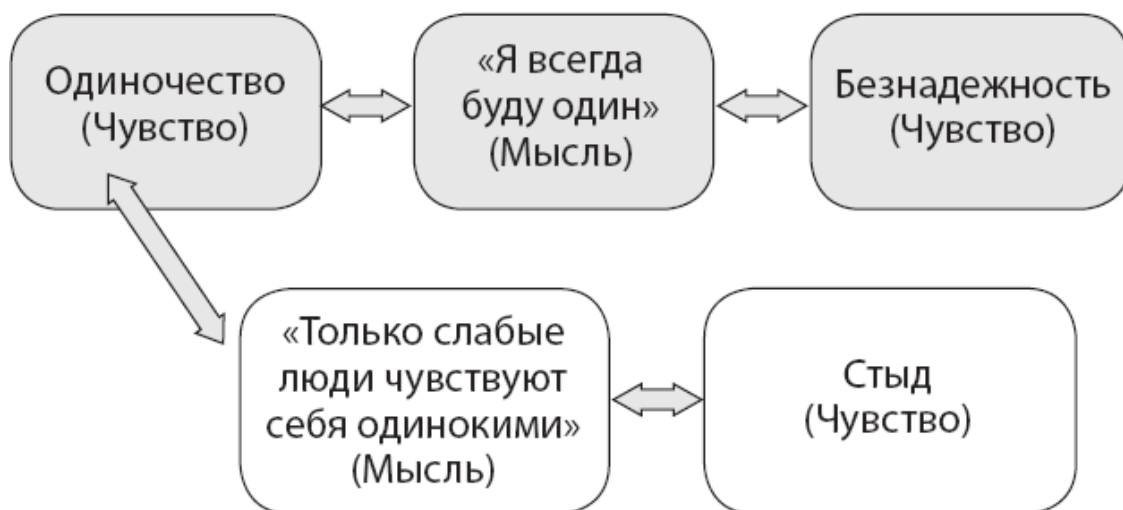 Одиночество
(Чувство)
«Я всегда
буду один»
(Мысль)
Безнадежность
(Чувство)
«Только слабые
люди чувствуют
себя одинокими»
(Мысль)
Стыд
(Чувство)